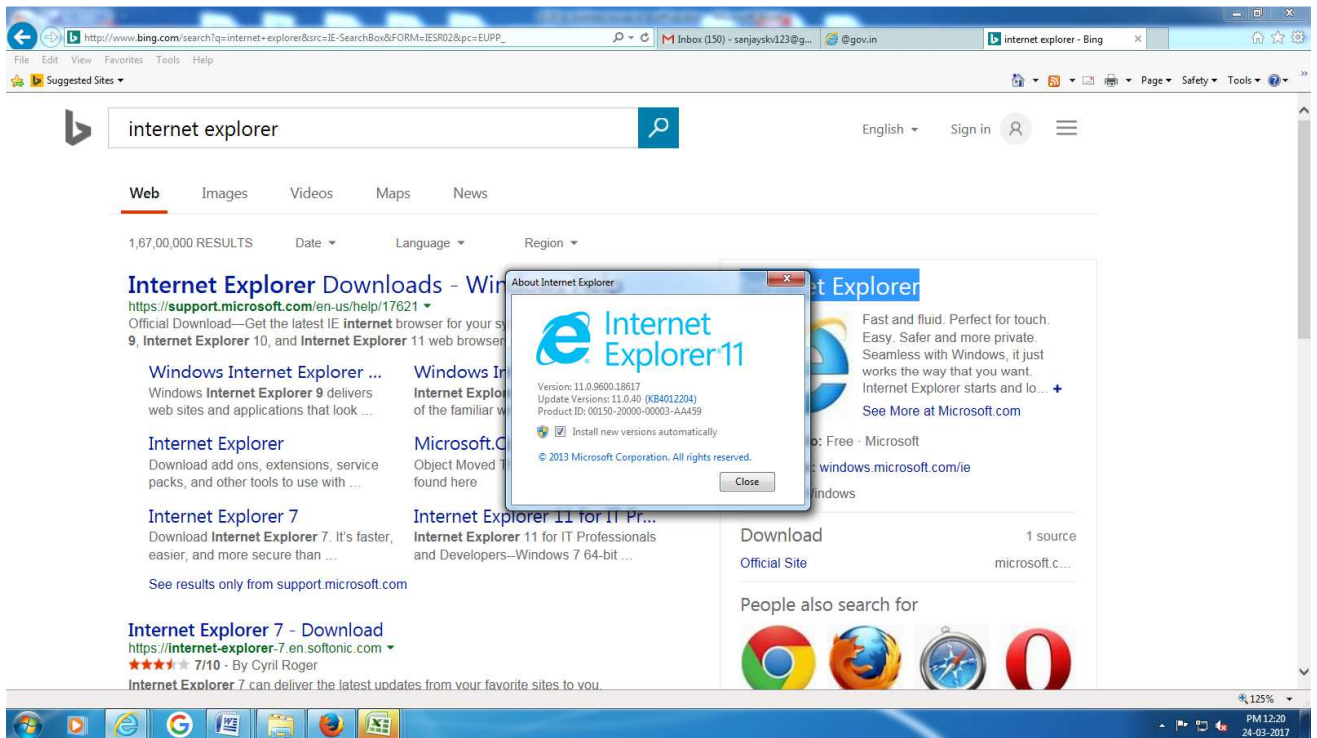 http://www.bing.com/search?q=internet+explorer&src=IE-SearchBox&FORM=IESR02&pc=EUPP_
Inbox (150) - sanjayskv123@g...
@gov.in
internet explorer - Bing
File Edit View Favorites Tools Help
Suggested Sites
Page Safety Tools
internet explorer
English
Sign in
Web Images Videos Maps News
1,67,00,000 RESULTS Date Language Region
Internet Explorer Downloads - Win
https://support.microsoft.com/en-us/help/17621
Official Download—Get the latest IE internet browser for your sy
9, Internet Explorer 10, and Internet Explorer 11 web browser
Windows Internet Explorer ...
Windows Internet Explorer 9 delivers
web sites and applications that look ...
Windows In
Internet Explor
of the familiar w
Internet Explorer
Download add ons, extensions, service
packs, and other tools to use with ...
Microsoft.C
Object Moved T
found here
Internet Explorer 7
Download Internet Explorer 7. It's faster,
easier, and more secure than ...
Internet Explorer 11 for IT Pr...
Internet Explorer 11 for IT Professionals
and Developers--Windows 7 64-bit ...
See results only from support.microsoft.com
Internet Explorer 7 - Download
https://internet-explorer-7.en.softonic.com
7/10 - By Cyril Roger
Internet Explorer 7 can deliver the latest updates from your favorite sites to you.
About Internet Explorer
Internet
Explorer 11
Version: 11.0.9600.18617
Update Versions: 11.0.40 (KB4012204)
Product ID: 00150-20000-00003-AA459
Install new versions automatically
© 2013 Microsoft Corporation. All rights reserved.
Close
et Explorer
Fast and fluid. Perfect for touch.
Easy. Safer and more private.
Seamless with Windows, it just
works the way that you want.
Internet Explorer starts and lo... +
See More at Microsoft.com
o: Free · Microsoft
: windows.microsoft.com/ie
indows
Download
1 source
Official Site
microsoft.c...
People also search for
125%
PM 12:20
24-03-2017